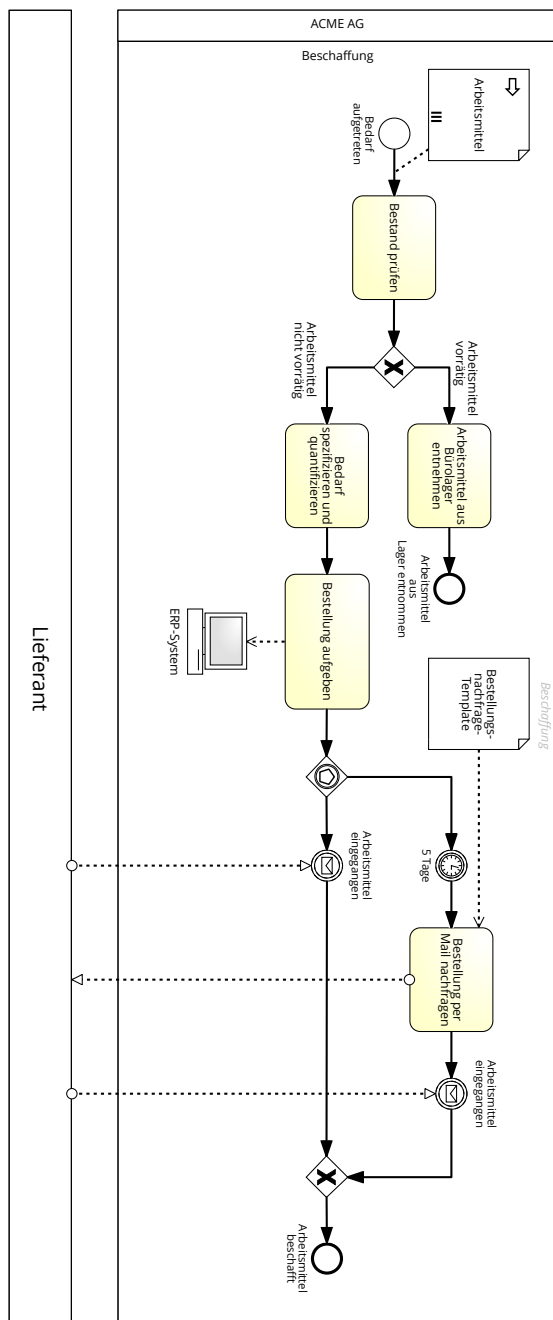 ACME AG
Beschaffung
Arbeitsmittel
Bedarf
aufgetreten
Bestand prüfen
Arbeitsmittel
vorrätig
Arbeitsmittel
nicht vorrätig
Arbeitsmittel aus
Bürolager
entnehmen
Arbeitsmittel
aus
Lager entnommen
Bedarf
spezifizieren und
quantifizieren
Bestellung aufgeben
ERP-System
Beschaffung
Bestellungs-
nachfrage-
Template
5 Tage
Arbeitsmittel
eingegangen
Bestellung per
Mail nachfragen
Arbeitsmittel
eingegangen
Arbeitsmittel
beschafft
Lieferant